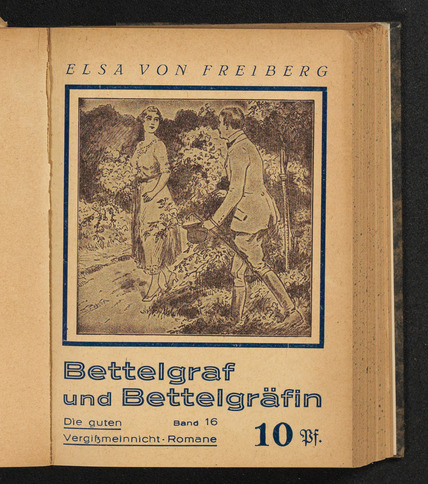 ELSA VON FREIBERG
Bettelgraf
und Bettelgräfin
Die guten Band 16
Vergißmeinnicht-Romane 10 Pf.